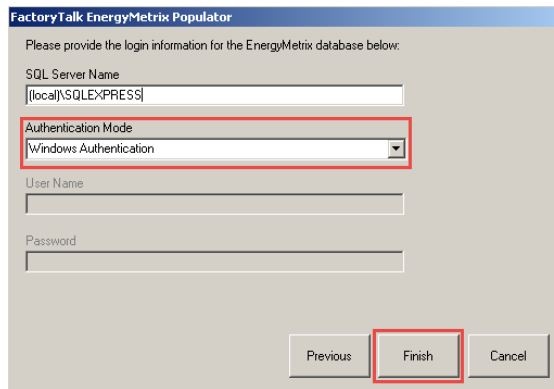 FactoryTalk EnergyMetrix Populator
Please provide the login information for the EnergyMetrix database below:
SQL Server Name
(local)\SQLEXPRESS
Authentication Mode
Windows Authentication
User Name
Password
Previous Finish Cancel